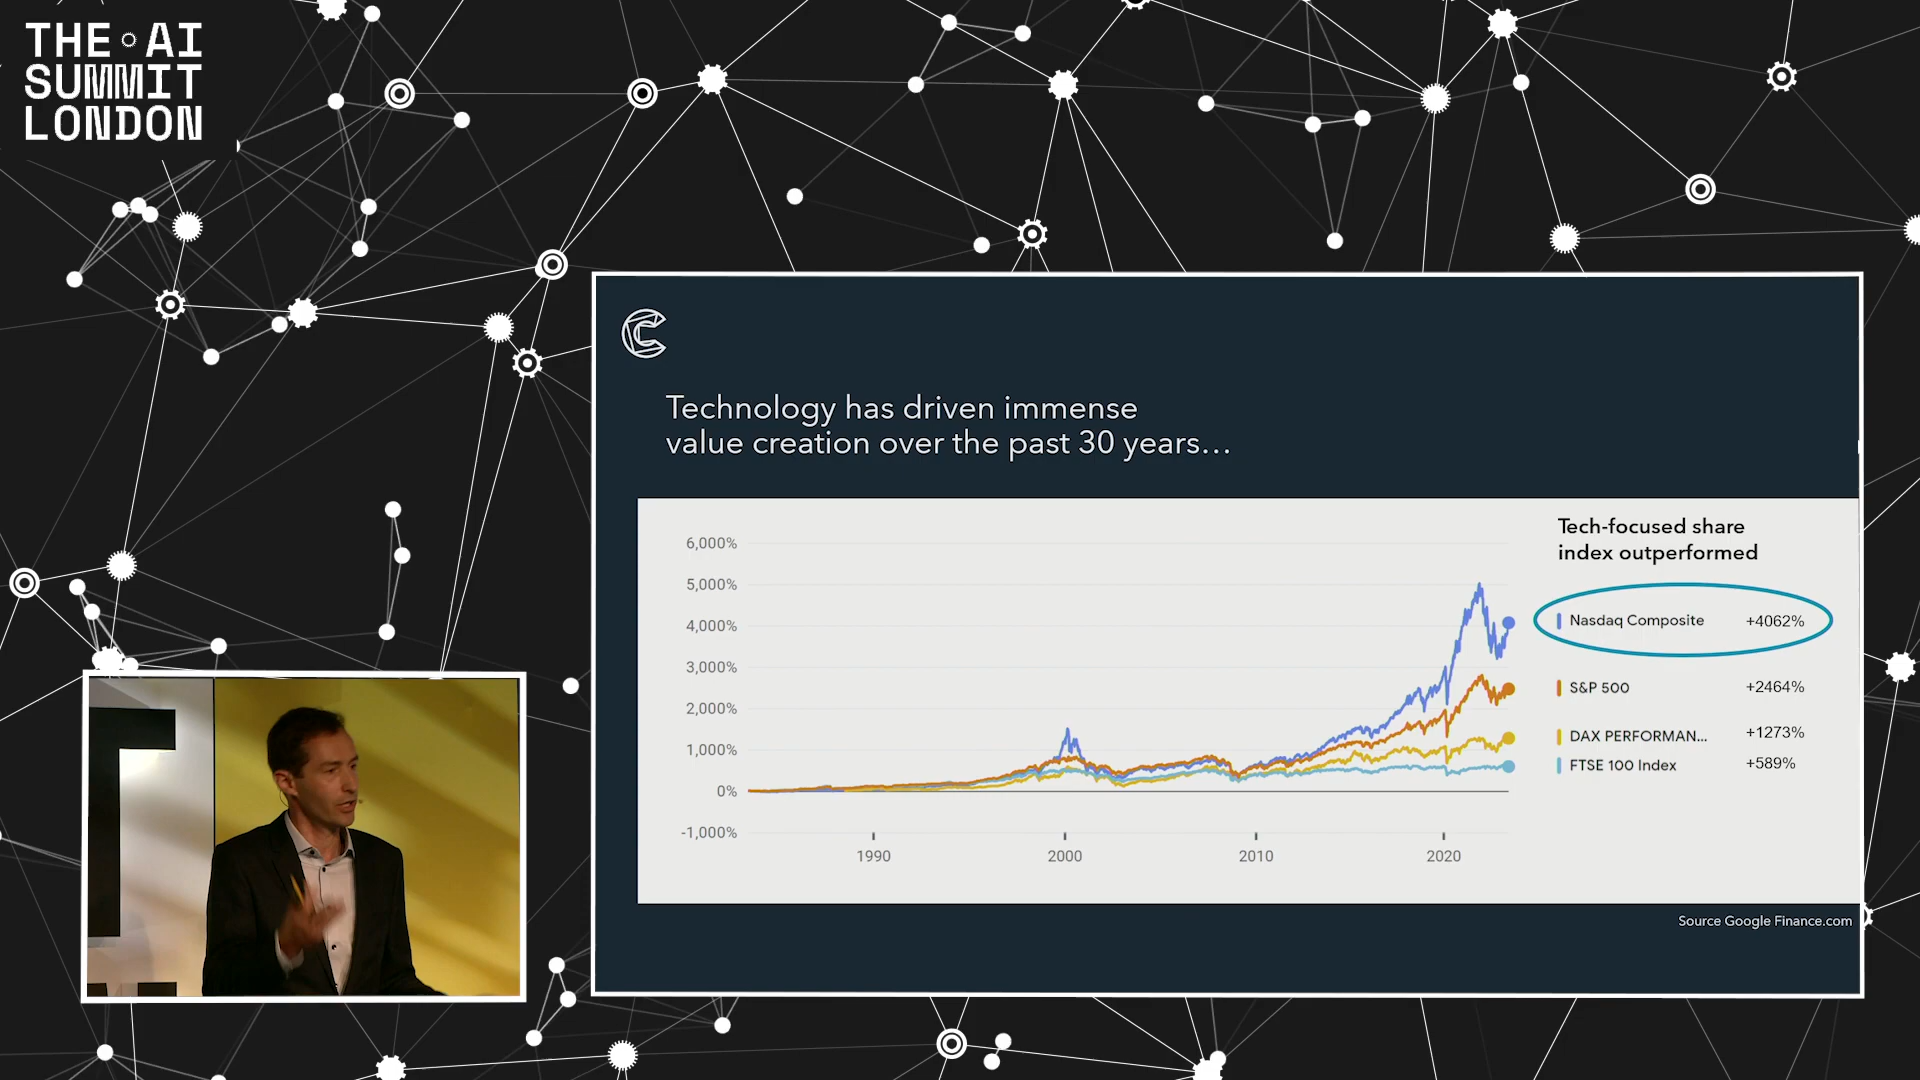 THE AI
SUMMIT
LONDON
Technology has driven immense
value creation over the past 30 years...
Tech-focused share
index outperformed
6,000%
5,000%
4,000%
3,000%
2,000%
1,000%
0%
-1,000%
1990
2000
2010
2020
Nasdaq Composite +4062%
S&P 500 +2464%
DAX PERFORMAN... +1273%
FTSE 100 Index +589%
Source Google Finance.com